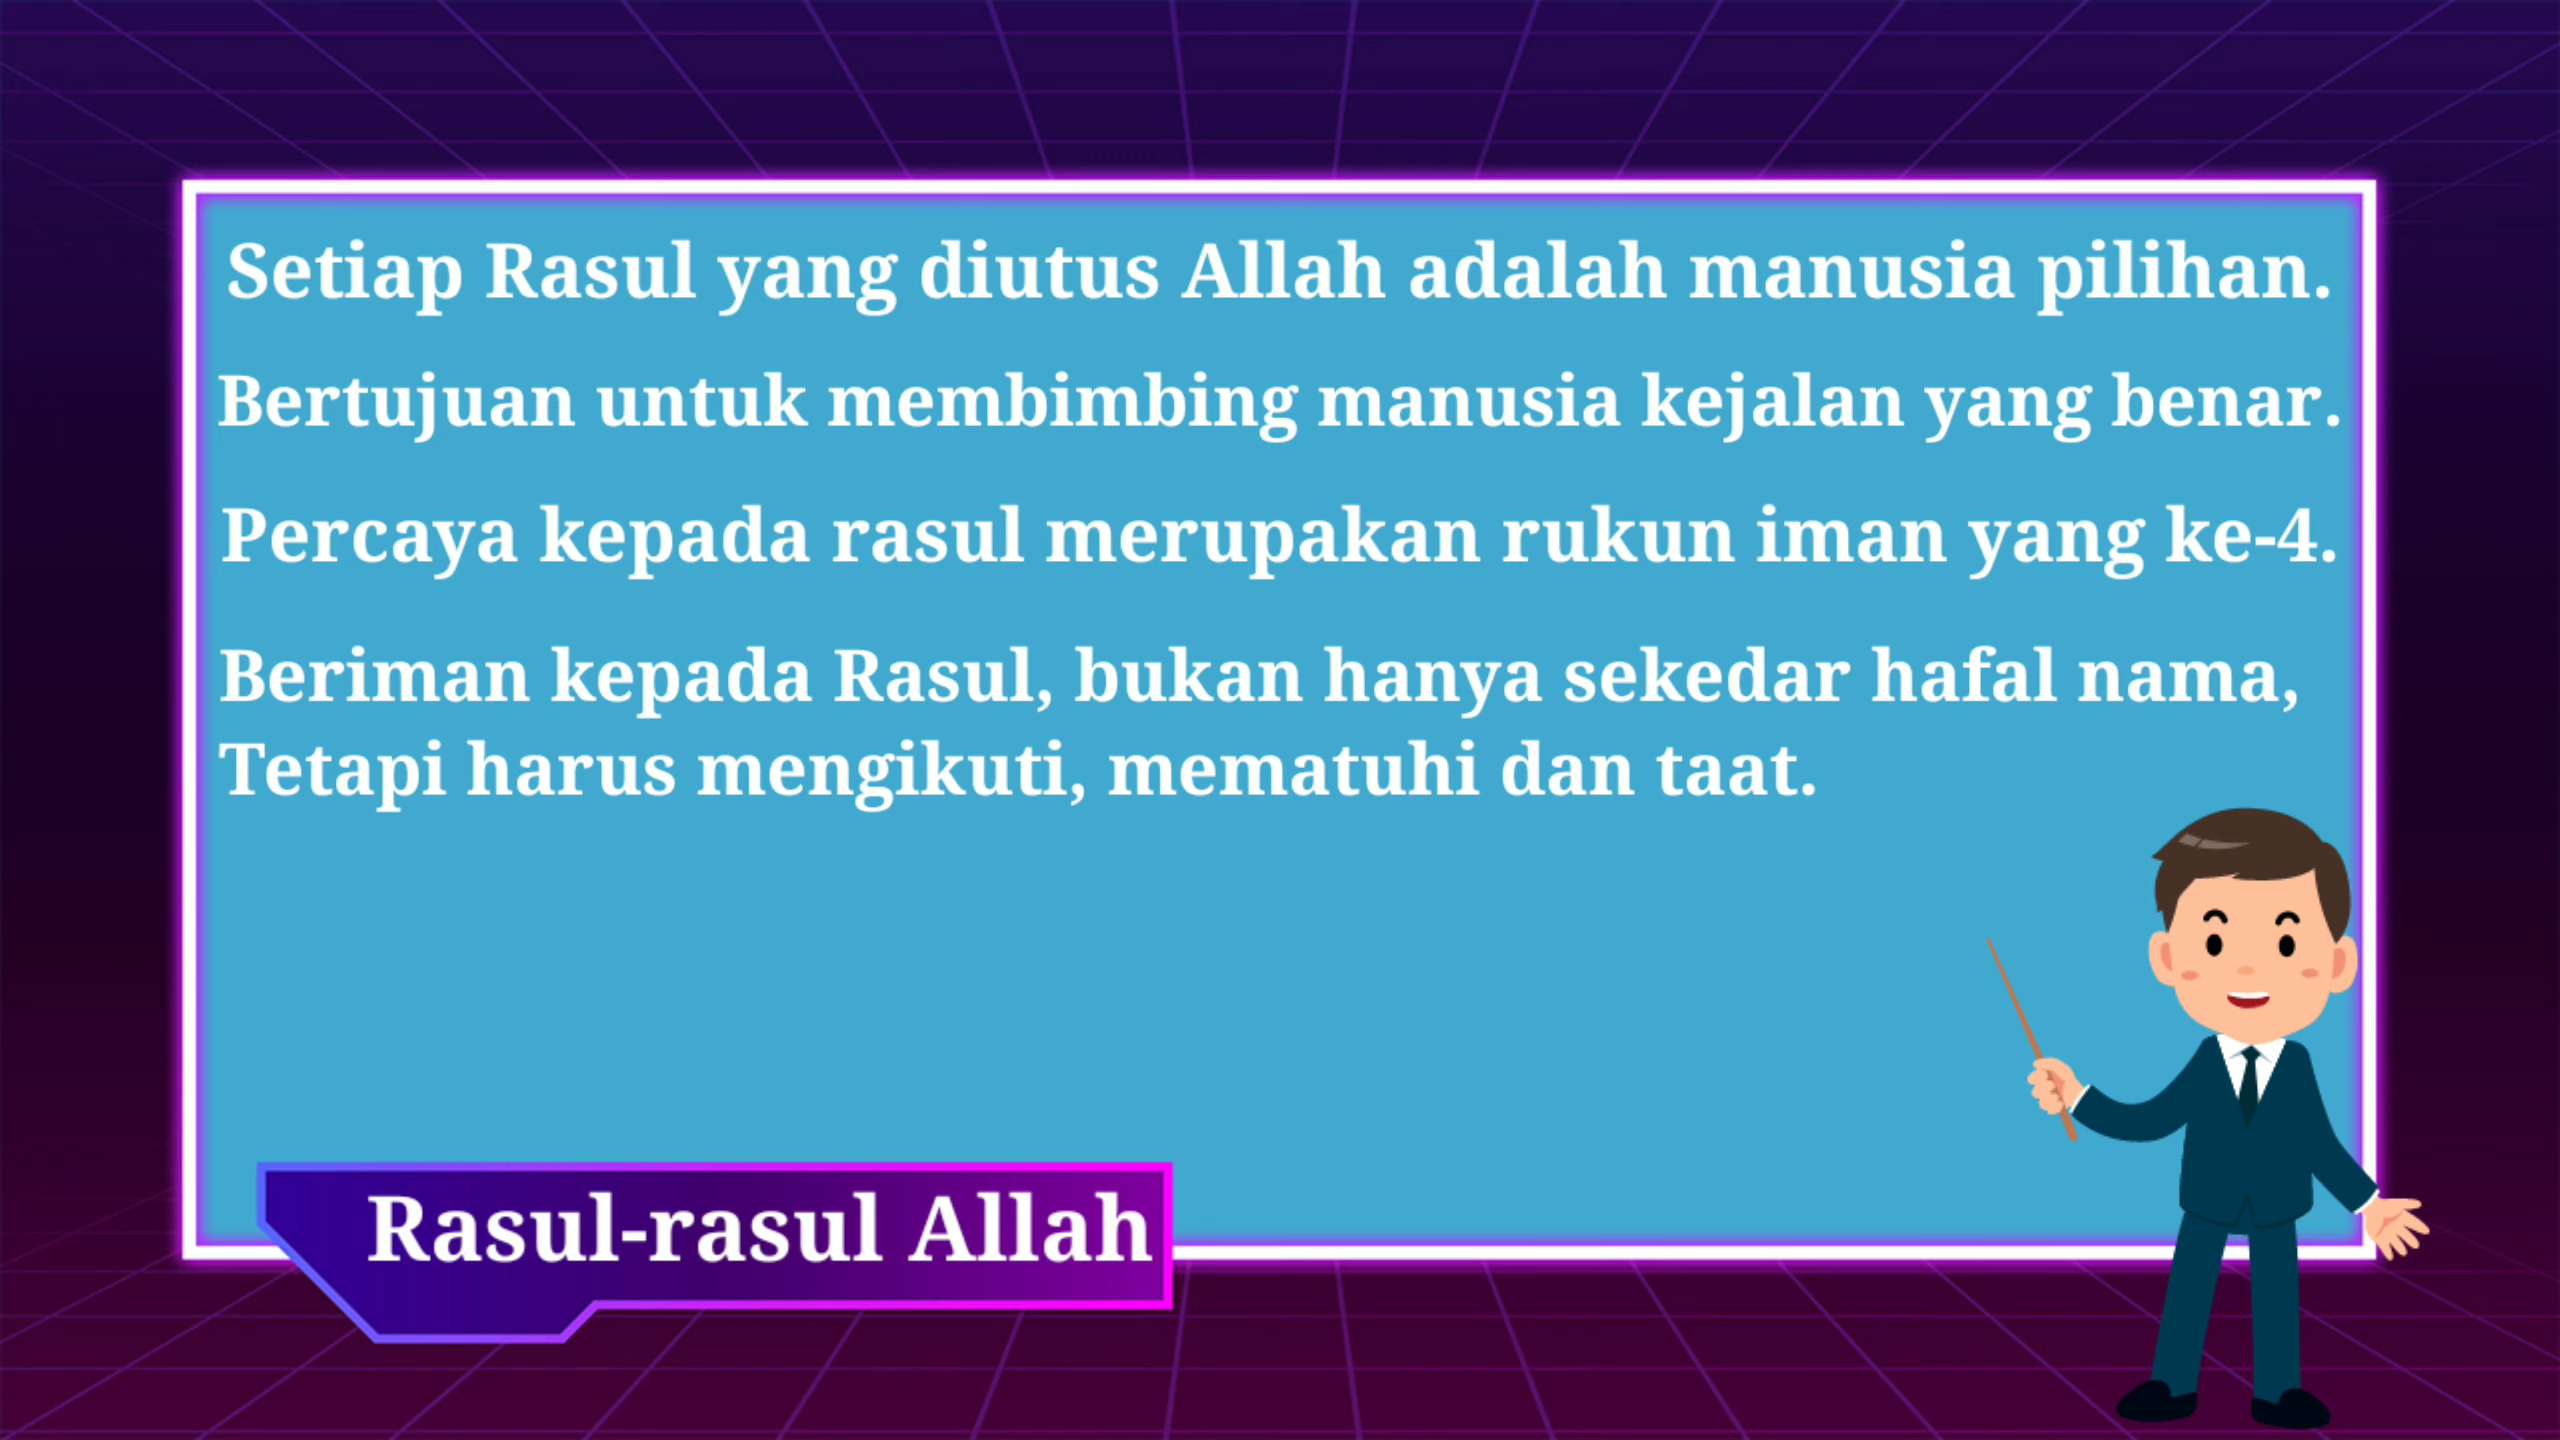 Setiap Rasul yang diutus Allah adalah manusia pilihan.
Bertujuan untuk membimbing manusia kejalan yang benar.
Percaya kepada rasul merupakan rukun iman yang ke-4.
Beriman kepada Rasul, bukan hanya sekedar hafal nama,
Tetapi harus mengikuti, mematuhi dan taat.
Rasul-rasul Allah